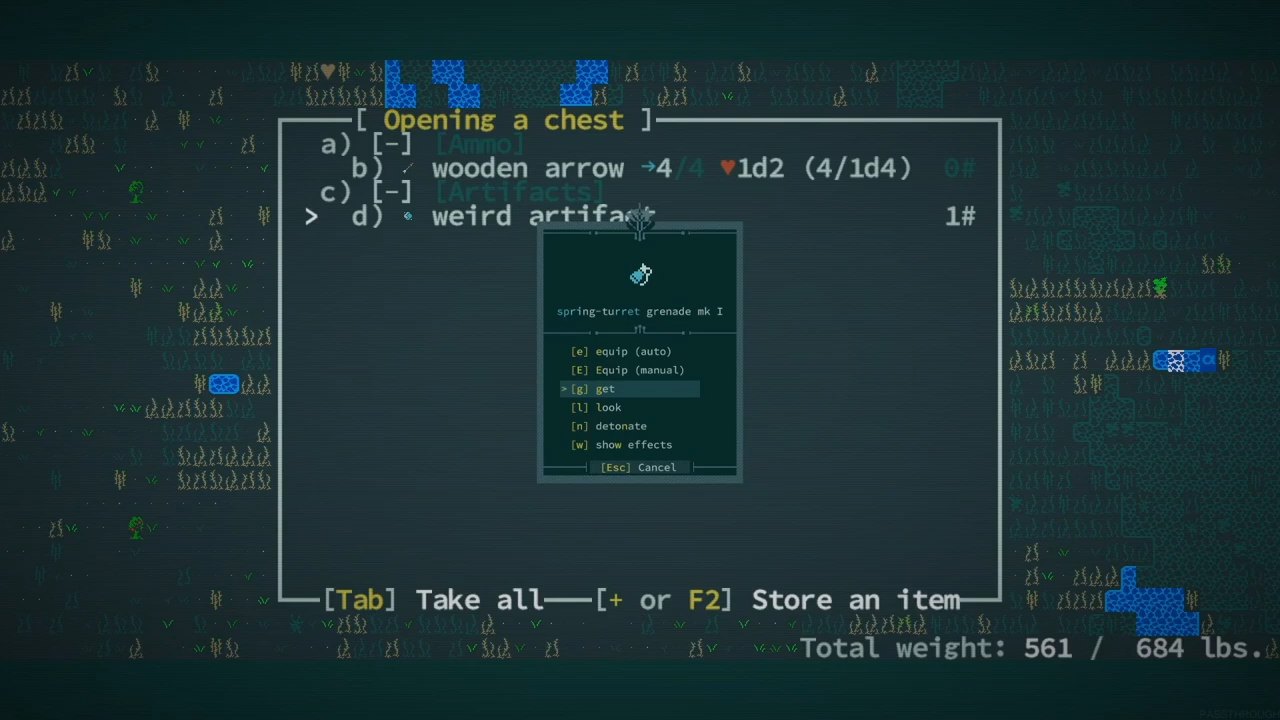 [ Opening a chest ]
a) [-] [Ammo]
b) wooden arrow →4/4 ♥1d2 (4/1d4) 0#
c) [-] [Artifacts]
> d) weird artifact 1#
spring-turret grenade mk I
[e] equip (auto)
[E] Equip (manual)
>[g] get
[l] look
[n] detonate
[w] show effects
[Esc] Cancel
[Tab] Take all [+ or F2] Store an item
Total weight: 561 / 684 lbs.